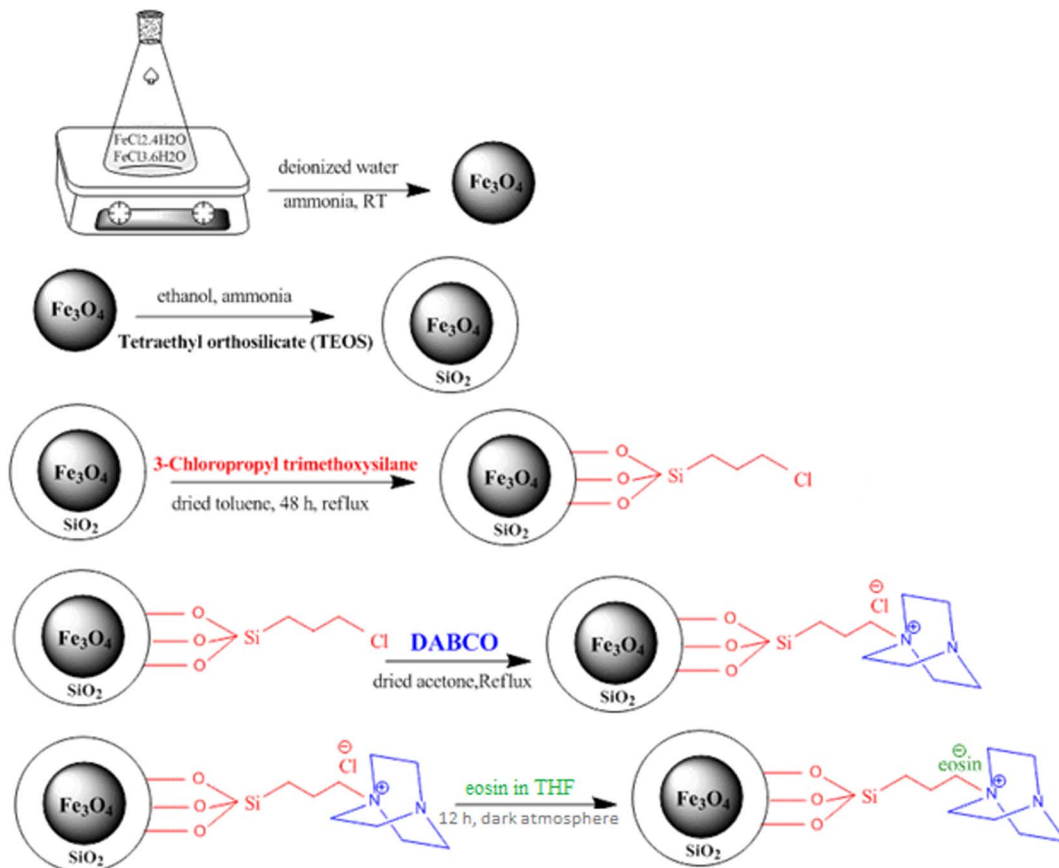 FeCl2.4H2O
FeCl3.6H2O
deionized water
ammonia, RT
Fe₃O₄
Fe₃O₄
ethanol, ammonia
Tetraethyl orthosilicate (TEOS)
Fe₃O₄
SiO₂
Fe₃O₄
SiO₂
3-Chloropropyl trimethoxysilane
dried toluene, 48 h, reflux
Fe₃O₄
SiO₂
O
O
O
Si
Cl
Fe₃O₄
SiO₂
O
O
O
Si
Cl
DABCO
dried acetone,Reflux
Fe₃O₄
SiO₂
O
O
O
Si
⊖
Cl
N
⊕
N
Fe₃O₄
SiO₂
O
O
O
Si
⊖
Cl
N
⊕
N
eosin in THF
12 h, dark atmosphere
Fe₃O₄
SiO₂
O
O
O
Si
⊖
eosin
N
⊕
N